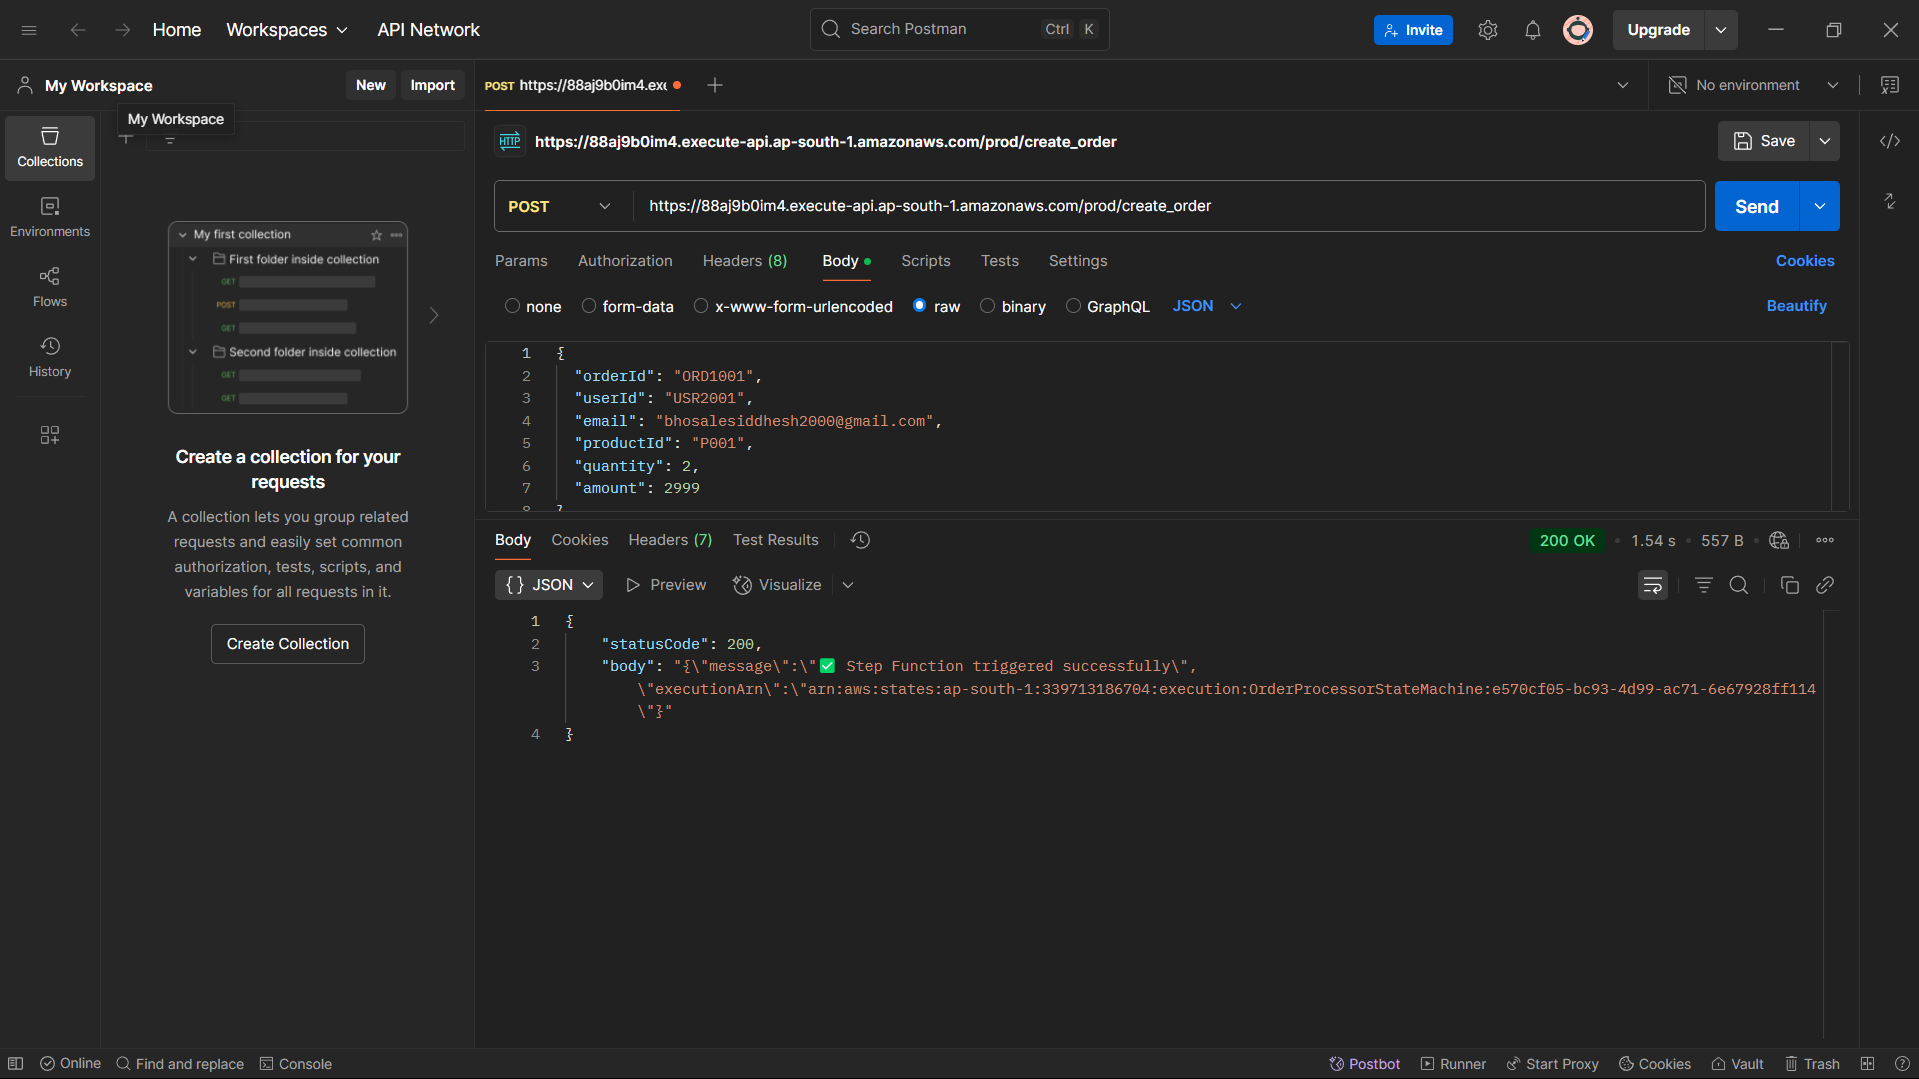 Home
Workspaces
API Network
Search Postman
Ctrl K
Invite
Upgrade
My Workspace
New
Import
POST https://88aj9b0im4.exe
No environment
My Workspace
Collections
Environments
Flows
History
My first collection
First folder inside collection
GET
POST
GET
Second folder inside collection
GET
GET
Create a collection for your
requests
A collection lets you group related
requests and easily set common
authorization, tests, scripts, and
variables for all requests in it.
Create Collection
HTTP https://88aj9b0im4.execute-api.ap-south-1.amazonaws.com/prod/create_order
Save
POST https://88aj9b0im4.execute-api.ap-south-1.amazonaws.com/prod/create_order
Send
Params Authorization Headers (8) Body Scripts Tests Settings
Cookies
none form-data x-www-form-urlencoded raw binary GraphQL JSON
Beautify
1 {
2 "orderId": "ORD1001",
3 "userId": "USR2001",
4 "email": "bhosalesiddhesh2000@gmail.com",
5 "productId": "P001",
6 "quantity": 2,
7 "amount": 2999
8 }
Body Cookies Headers (7) Test Results
200 OK • 1.54 s • 557 B
{} JSON Preview Visualize
1 {
2 "statusCode": 200,
3 "body": "{\"message\":\"✅ Step Function triggered successfully\",
\"executionArn\":\"arn:aws:states:ap-south-1:339713186704:execution:OrderProcessorStateMachine:e570cf05-bc93-4d99-ac71-6e67928ff114
\"}"
4 }
Online
Find and replace
Console
Postbot
Runner
Start Proxy
Cookies
Vault
Trash